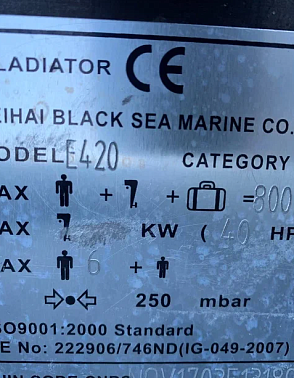 LADIATOR CE
IHAI BLACK SEA MARINE CO.
ODEL E420 CATEGORY
AX + + =800
AX KW ( 40 HP
AX 6 +
250 mbar
SO9001:2000 Standard
E No: 222906/746ND(IG-049-2007)